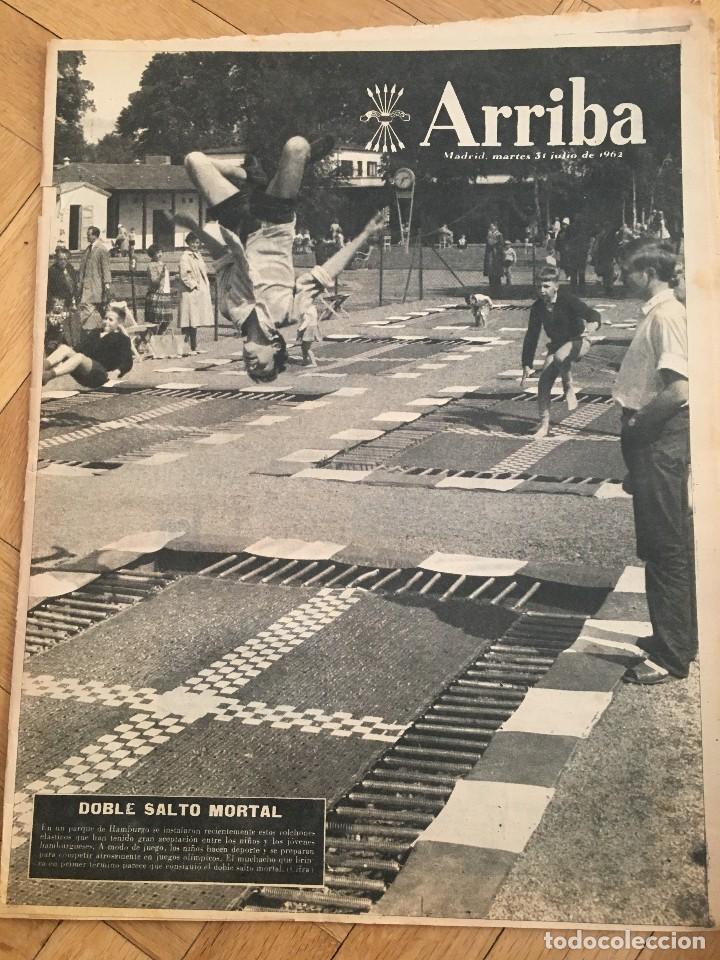 Arriba
Madrid, martes 31 julio de 1962
DOBLE SALTO MORTAL
En un parque de Hamburgo se instalaron recientemente estos colchones
elásticos que han tenido gran aceptación entre los niños y los jóvenes
hamburgueses. A modo de juego, los niños hacen deporte y se preparan
para competir airosamente en juegos olímpicos. El muchacho que brin-
ca en primer término parece que consiguió el doble salto mortal. (Cifra)
todocoleccion.net